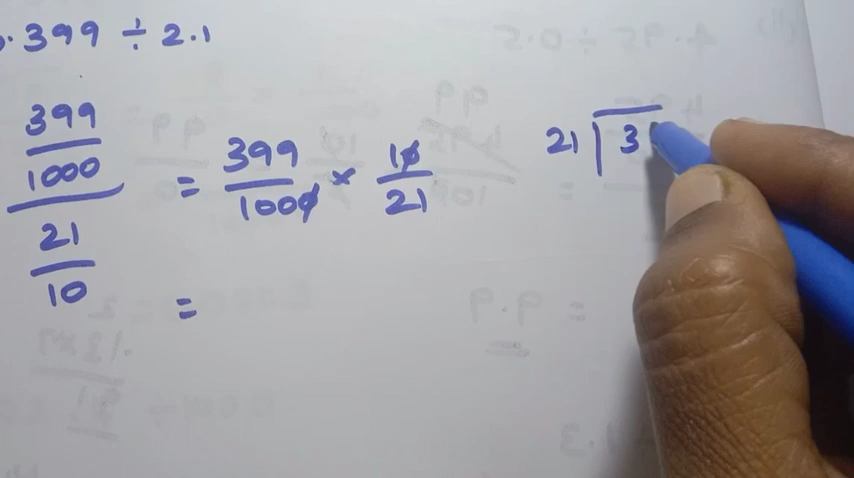 .399 ÷ 2.1
399/1000 / 21/10 = 399/1000 × 10/21
=
21 | 3